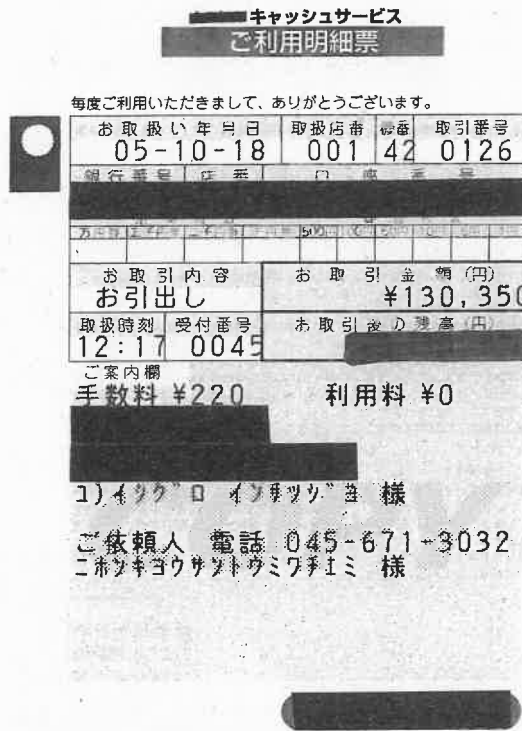 キャッシュサービス
ご利用明細票
毎度ご利用いただきまして、ありがとうございます。
お取扱い年月日 取扱店番 機番 取引番号
05-10-18 001 42 0126
銀行番号 店番 口座番号
お取引内容 お取引金額(円)
お引出し ¥130,350
取扱時刻 受付番号 お取引後の残高(円)
12:17 0045
ご案内欄
手数料 ¥220 利用料 ¥0
ユ)イシグロ 様
ご依頼人 電話 045-671-3032
ニホンキヨウサントウミワチエミ 様